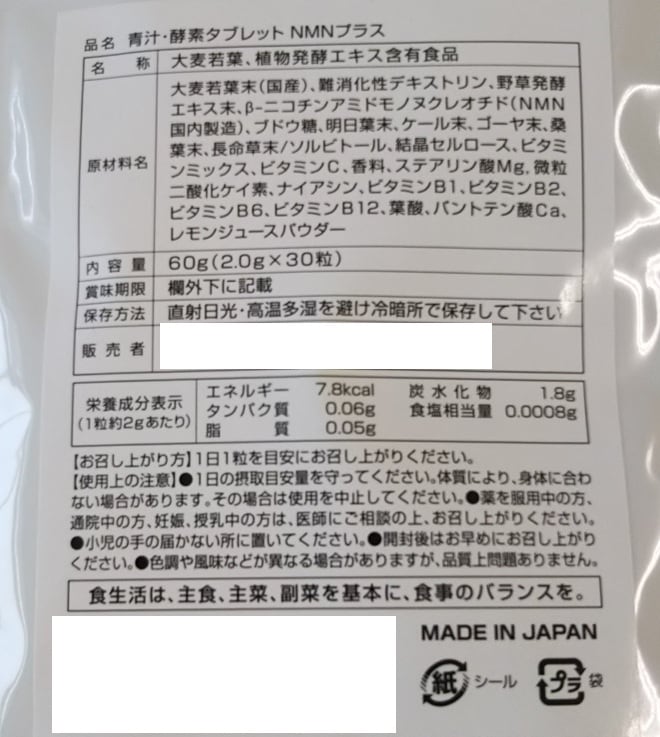 品名 青汁・酵素タブレット NMNプラス
名 称 大麦若葉、植物発酵エキス含有食品
原材料名 大麦若葉末(国産)、難消化性デキストリン、野草発酵
エキス末、β-ニコチンアミドモノヌクレオチド(NMN
国内製造)、ブドウ糖、明日葉末、ケール末、ゴーヤ末、桑
葉末、長命草末/ソルビトール、結晶セルロース、ビタミ
ンミックス、ビタミンC、香料、ステアリン酸Mg,微粒
二酸化ケイ素、ナイアシン、ビタミンB1、ビタミンB2、
ビタミンB6、ビタミンB12、葉酸、パントテン酸Ca、
レモンジュースパウダー
内容量 60g(2.0g×30粒)
賞味期限 欄外下に記載
保存方法 直射日光・高温多湿を避け冷暗所で保存して下さい
販売者
栄養成分表示
(1粒約2gあたり)
エネルギー 7.8kcal 炭水化物 1.8g
タンパク質 0.06g 食塩相当量 0.0008g
脂 質 0.05g
【お召し上がり方】1日1粒を目安にお召し上がりください。
【使用上の注意】●1日の摂取目安量を守ってください。体質により、身体に合わ
ない場合があります。その場合は使用を中止してください。●薬を服用中の方、
通院中の方、妊娠、授乳中の方は、医師にご相談の上、お召し上がりください。
●小児の手の届かない所に置いてください。●開封後はお早めにお召し上がり
ください。●色調や風味などが異なる場合がありますが、品質上問題ありません。
食生活は、主食、主菜、副菜を基本に、食事のバランスを。
MADE IN JAPAN
紙 シール プラ 袋